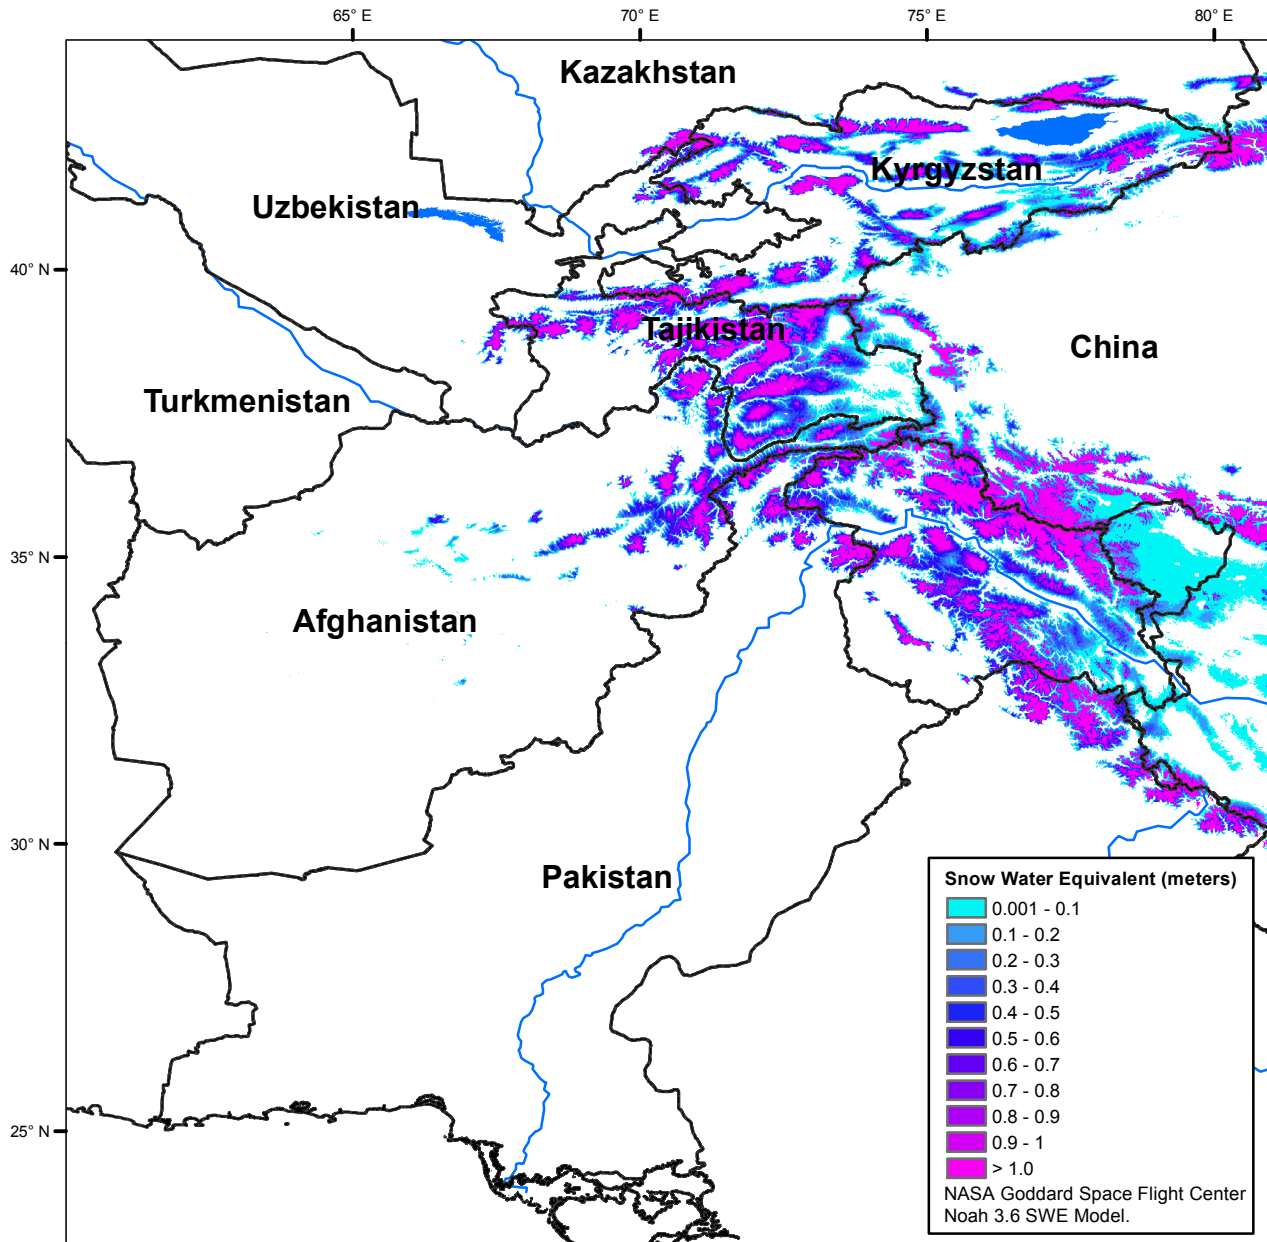 65° E
70° E
75° E
80° E
Kazakhstan
Kyrgyzstan
Uzbekistan
40° N
Tajikistan
China
Turkmenistan
35° N
Afghanistan
30° N
Pakistan
25° N
Snow Water Equivalent (meters)
0.001 - 0.1
0.1 - 0.2
0.2 - 0.3
0.3 - 0.4
0.4 - 0.5
0.5 - 0.6
0.6 - 0.7
0.7 - 0.8
0.8 - 0.9
0.9 - 1
> 1.0
NASA Goddard Space Flight Center
Noah 3.6 SWE Model.